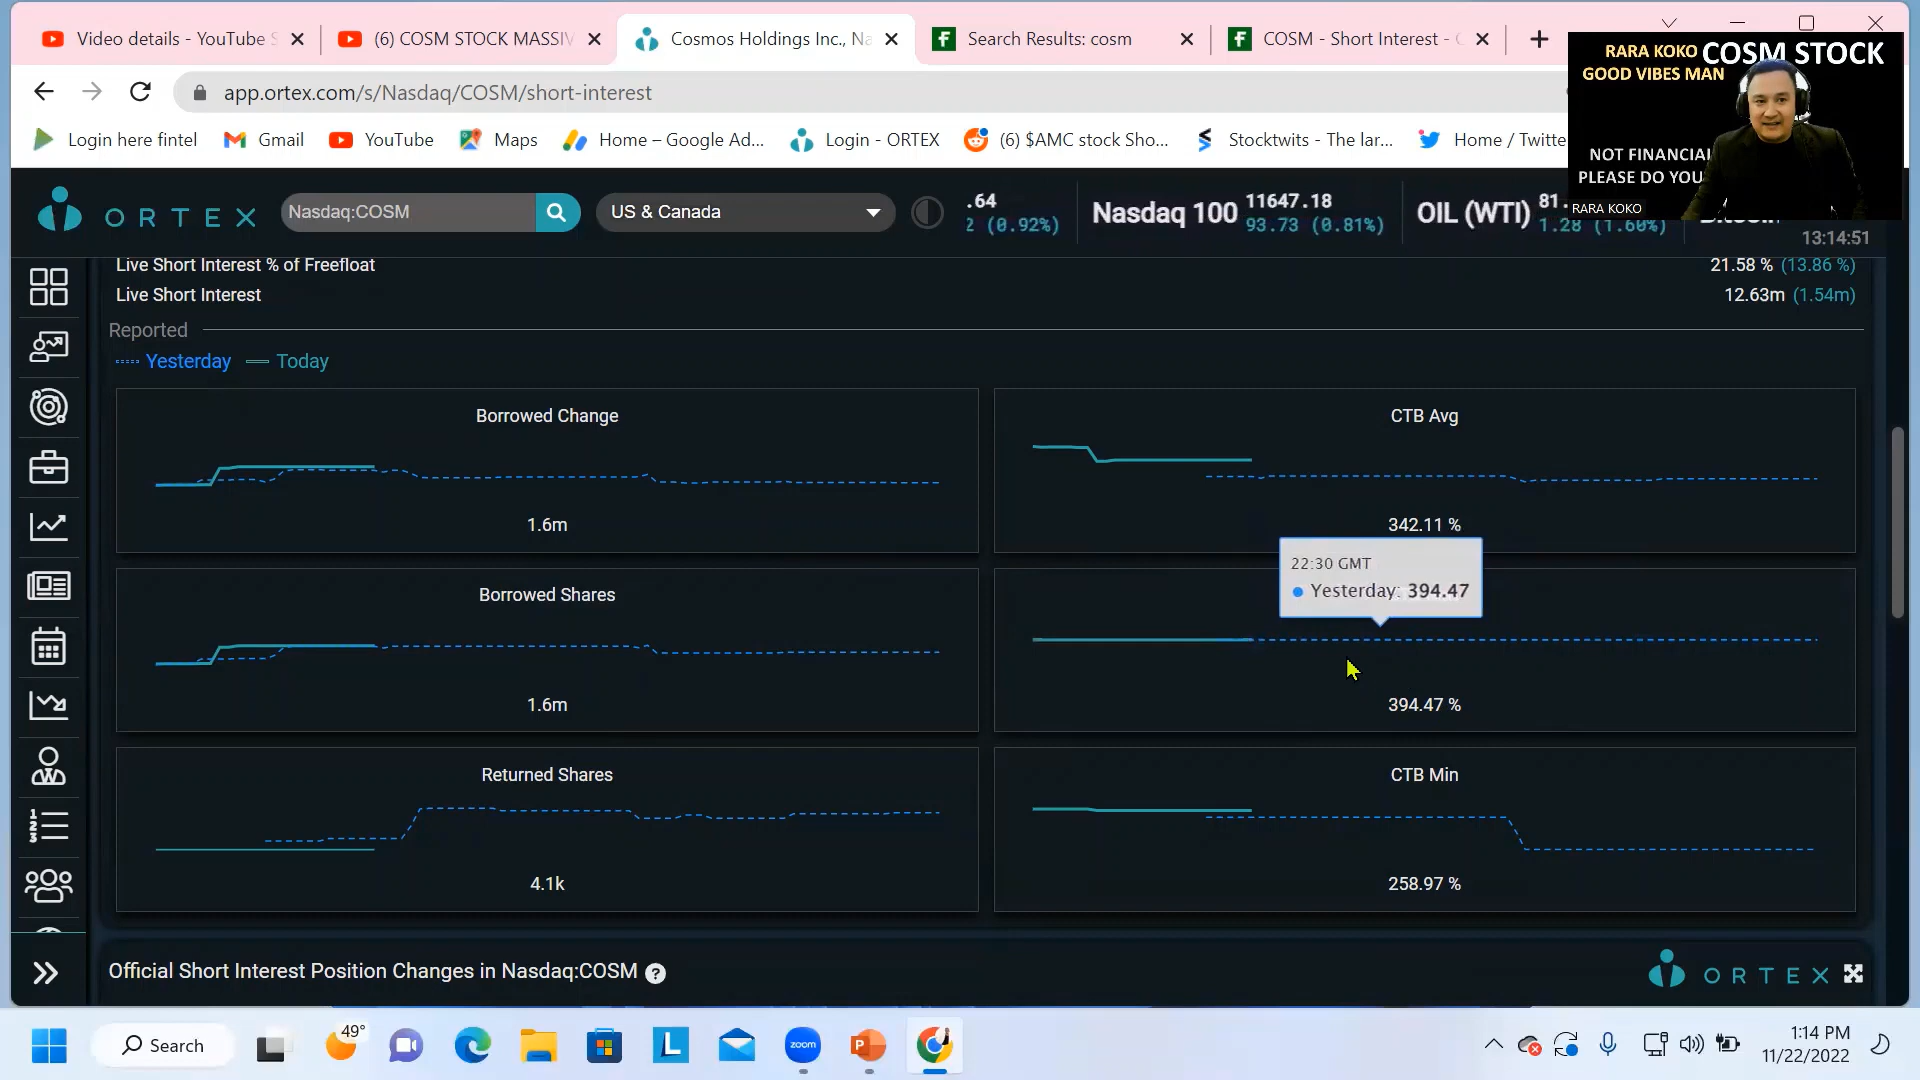 Video details - YouTube S
(6) COSM STOCK MASSIV
Cosmos Holdings Inc., Na
Search Results: cosm
COSM - Short Interest -
app.ortex.com/s/Nasdaq/COSM/short-interest
Login here fintel
Gmail
YouTube
Maps
Home – Google Ad...
Login - ORTEX
(6) $AMC stock Sho...
Stocktwits - The lar...
Home / Twitte
RARA KOKO
COSM STOCK
GOOD VIBES MAN
NOT FINANCIAL
PLEASE DO YOU
RARA KOKO
ORTEX
Nasdaq:COSM
US & Canada
.64
2 (0.92%)
Nasdaq 100
11647.18
93.73 (0.81%)
OIL (WTI)
81.
1.28 (1.60%)
13:14:51
Live Short Interest % of Freefloat
21.58 % (13.86 %)
Live Short Interest
12.63m (1.54m)
Reported
Yesterday
Today
Borrowed Change
1.6m
CTB Avg
342.11 %
22:30 GMT
Yesterday: 394.47
Borrowed Shares
1.6m
394.47 %
Returned Shares
4.1k
CTB Min
258.97 %
Official Short Interest Position Changes in Nasdaq:COSM ?
ORTEX
Search
49°
zoom
1:14 PM
11/22/2022